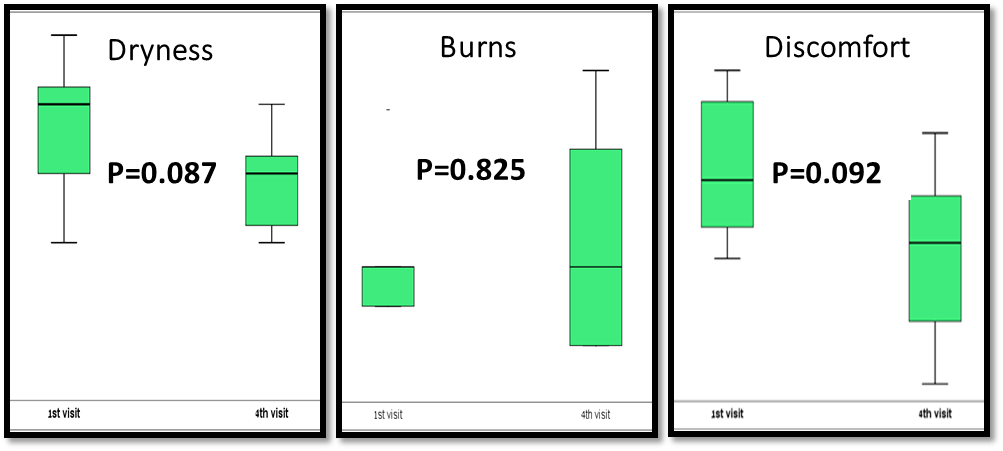 Dryness
P=0.087
1st visit 4th visit
Burns
P=0.825
1st visit 4th visit
Discomfort
P=0.092
1st visit 4th visit